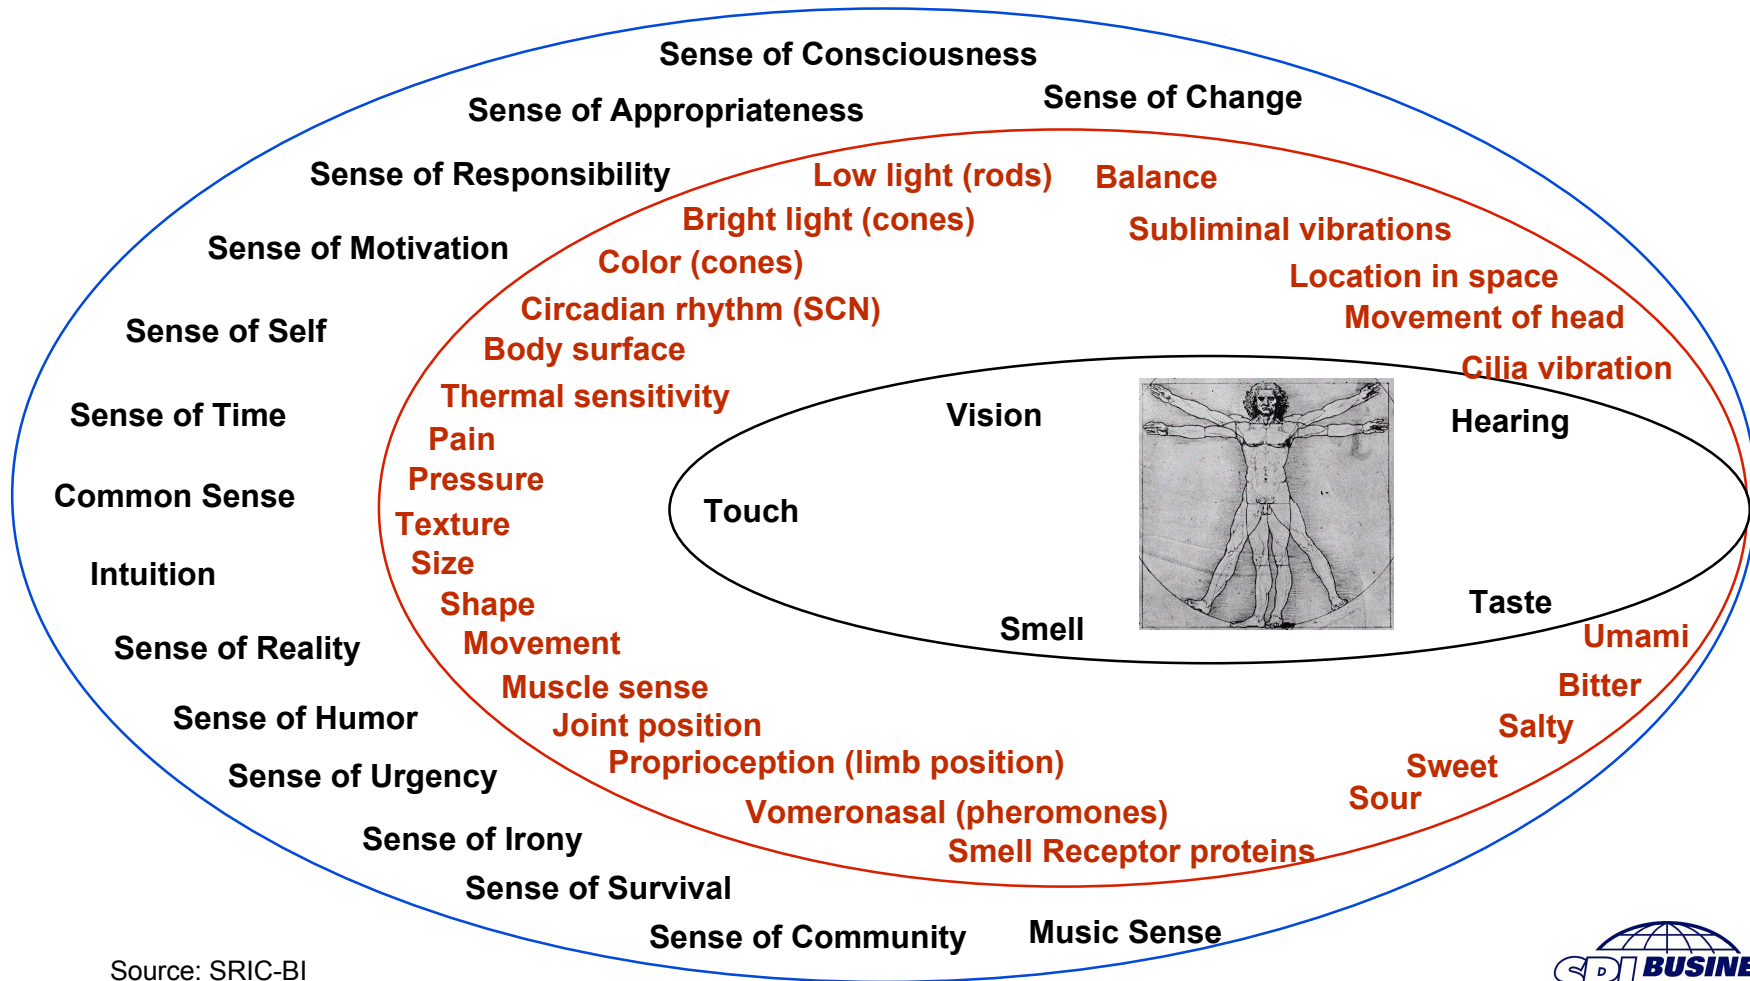 Sense of Consciousness
Sense of Appropriateness
Sense of Change
Sense of Responsibility
Sense of Motivation
Sense of Self
Sense of Time
Common Sense
Intuition
Sense of Reality
Sense of Humor
Sense of Urgency
Sense of Irony
Sense of Survival
Sense of Community
Music Sense
Low light (rods)
Bright light (cones)
Color (cones)
Circadian rhythm (SCN)
Body surface
Thermal sensitivity
Pain
Pressure
Texture
Size
Shape
Movement
Muscle sense
Joint position
Proprioception (limb position)
Vomeronasal (pheromones)
Smell Receptor proteins
Balance
Subliminal vibrations
Location in space
Movement of head
Cilia vibration
Umami
Bitter
Salty
Sweet
Sour
Vision
Hearing
Touch
Smell
Taste
Source: SRIC-BI